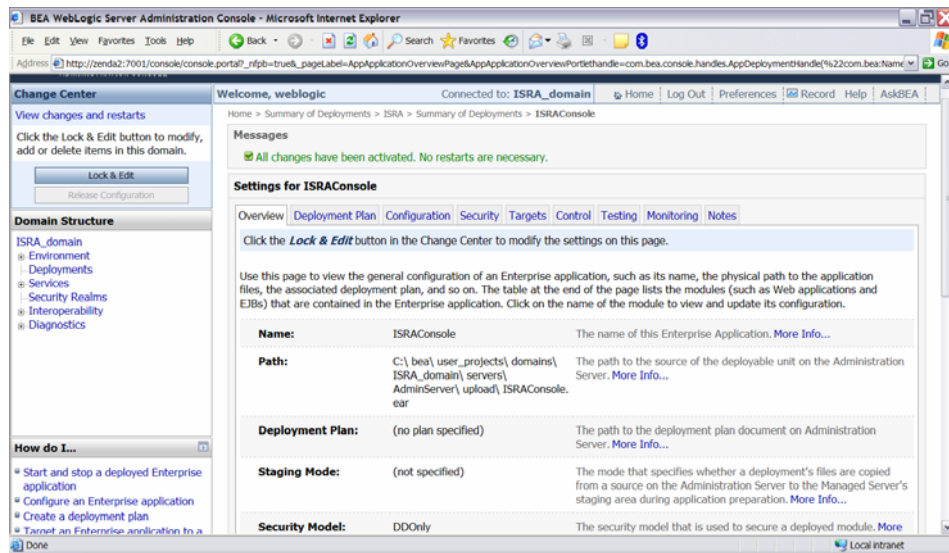 BEA WebLogic Server Administration Console - Microsoft Internet Explorer
File Edit View Favorites Tools Help
Back Search Favorites
Address http://zenda2:7001/console/console.portal?_nfpb=true&_pageLabel=AppApplicationOverviewPage&AppApplicationOverviewPortlethandle=com.bea.console.handles.AppDeploymentHandle(%22com.bea:Name Go
Change Center
View changes and restarts
Click the Lock & Edit button to modify,
add or delete items in this domain.
Lock & Edit
Release Configuration
Domain Structure
ISRA_domain
Environment
Deployments
Services
Security Realms
Interoperability
Diagnostics
How do I...
Start and stop a deployed Enterprise
application
Configure an Enterprise application
Create a deployment plan
Target an Enterprise application to a
Welcome, weblogic Connected to: ISRA_domain Home Log Out Preferences Record Help AskBEA
Home > Summary of Deployments > ISRA > Summary of Deployments > ISRAConsole
Messages
All changes have been activated. No restarts are necessary.
Settings for ISRAConsole
Overview Deployment Plan Configuration Security Targets Control Testing Monitoring Notes
Click the Lock & Edit button in the Change Center to modify the settings on this page.
Use this page to view the general configuration of an Enterprise application, such as its name, the physical path to the application
files, the associated deployment plan, and so on. The table at the end of the page lists the modules (such as Web applications and
EJBs) that are contained in the Enterprise application. Click on the name of the module to view and update its configuration.
Name: ISRAConsole The name of this Enterprise Application. More Info...
Path: C:\ bea\ user_projects\ domains\ The path to the source of the deployable unit on the Administration
ISRA_domain\ servers\ Server. More Info...
AdminServer\ upload\ ISRAConsole.
ear
Deployment Plan: (no plan specified) The path to the deployment plan document on Administration
Server. More Info...
Staging Mode: (not specified) The mode that specifies whether a deployment's files are copied
from a source on the Administration Server to the Managed Server's
staging area during application preparation. More Info...
Security Model: DDOnly The security model that is used to secure a deployed module. More
Done Local intranet